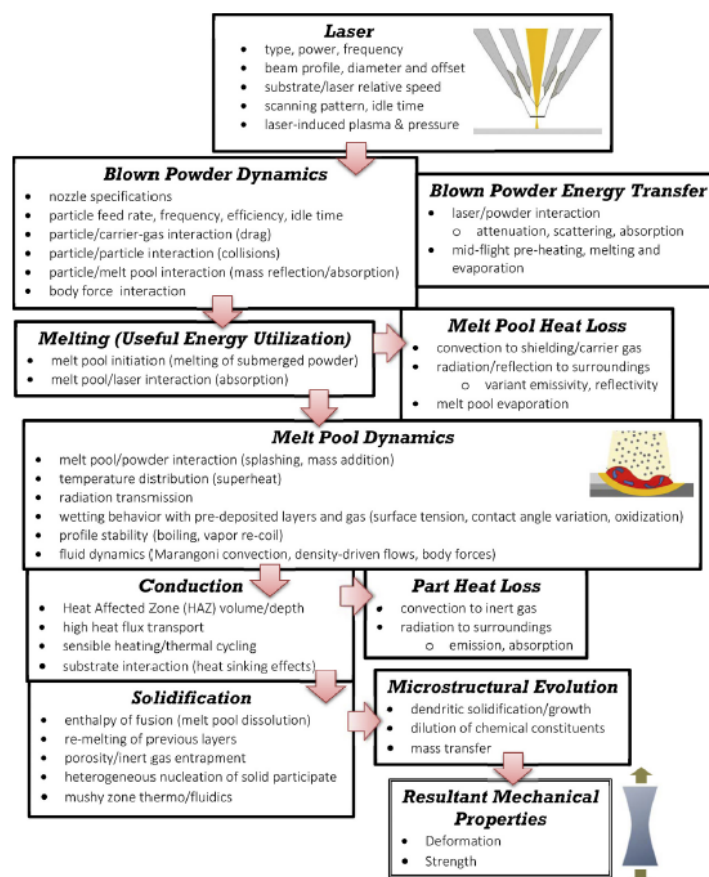 Laser
• type, power, frequency
• beam profile, diameter and offset
• substrate/laser relative speed
• scanning pattern, idle time
• laser-induced plasma & pressure
Blown Powder Dynamics
• nozzle specifications
• particle feed rate, frequency, efficiency, idle time
• particle/carrier-gas interaction (drag)
• particle/particle interaction (collisions)
• particle/melt pool interaction (mass reflection/absorption)
• body force interaction
Blown Powder Energy Transfer
• laser/powder interaction
o attenuation, scattering, absorption
• mid-flight pre-heating, melting and
evaporation
Melting (Useful Energy Utilization)
• melt pool initiation (melting of submerged powder)
• melt pool/laser interaction (absorption)
Melt Pool Heat Loss
• convection to shielding/carrier gas
• radiation/reflection to surroundings
o variant emissivity, reflectivity
• melt pool evaporation
Melt Pool Dynamics
• melt pool/powder interaction (splashing, mass addition)
• temperature distribution (superheat)
• radiation transmission
• wetting behavior with pre-deposited layers and gas (surface tension, contact angle variation, oxidization)
• profile stability (boiling, vapor re-coil)
• fluid dynamics (Marangoni convection, density-driven flows, body forces)
Conduction
• Heat Affected Zone (HAZ) volume/depth
• high heat flux transport
• sensible heating/thermal cycling
• substrate interaction (heat sinking effects)
Part Heat Loss
• convection to inert gas
• radiation to surroundings
o emission, absorption
Solidification
• enthalpy of fusion (melt pool dissolution)
• re-melting of previous layers
• porosity/inert gas entrapment
• heterogeneous nucleation of solid participate
• mushy zone thermo/fluidics
Microstructural Evolution
• dendritic solidification/growth
• dilution of chemical constituents
• mass transfer
Resultant Mechanical
Properties
• Deformation
• Strength